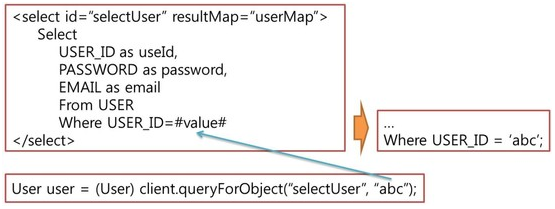 <select id=“selectUser” resultMap=“userMap”>
Select
USER_ID as useId,
PASSWORD as password,
EMAIL as email
From USER
Where USER_ID=#value#
</select>
...
Where USER_ID = ‘abc’;
User user = (User) client.queryForObject(“selectUser”, “abc”);